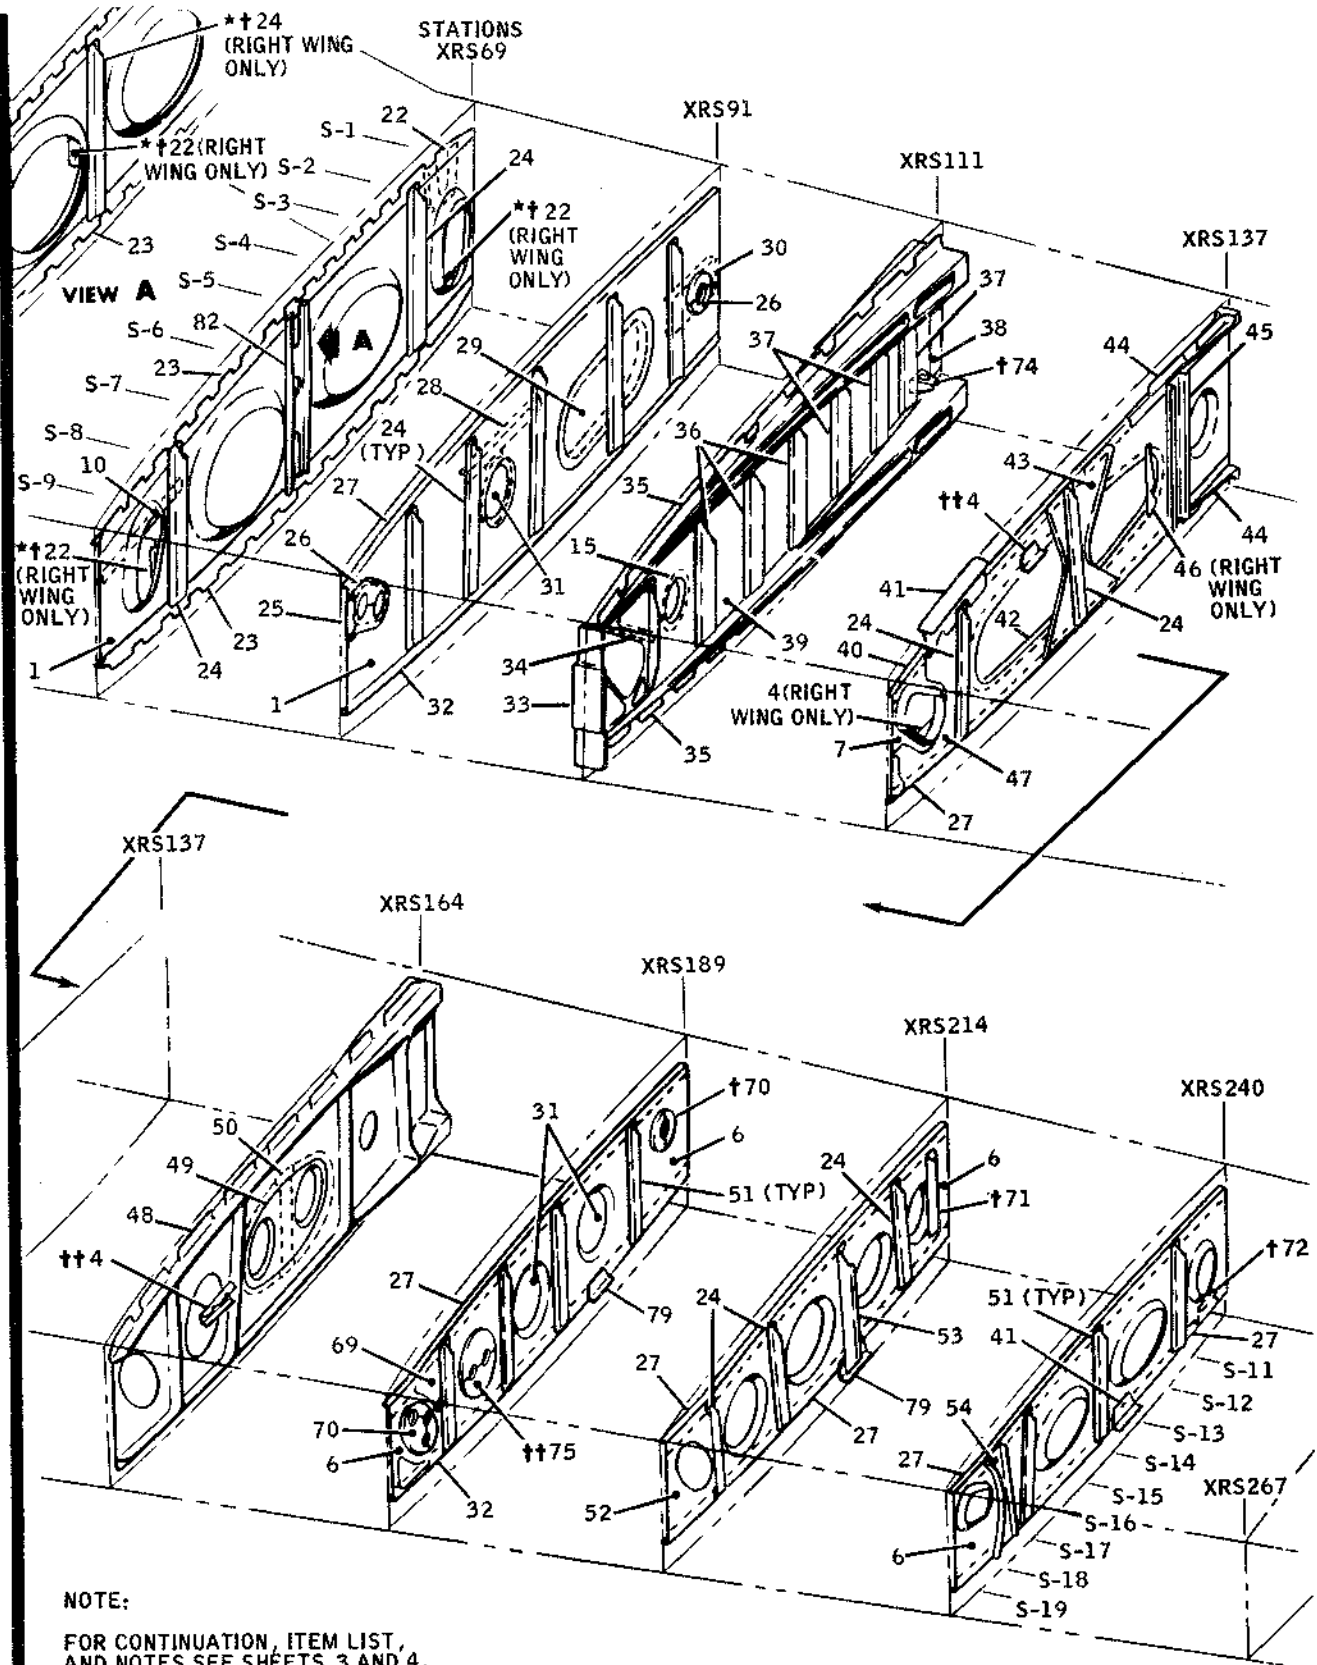 *†24
(RIGHT WING
ONLY)
STATIONS
XRS69
XRS91
XRS111
XRS137
S-1
22
*†22(RIGHT
WING ONLY)
S-2
24
S-3
*†22
(RIGHT
WING
ONLY)
23
S-4
VIEW A
S-5
82
S-6
A
23
S-7
S-8
10
S-9
*†22
(RIGHT
WING
ONLY)
1
24
23
30
26
29
28
24
(TYP)
27
26
25
31
1
32
37
37
38
†74
36
35
15
34
39
33
35
44
45
43
††4
44
46 (RIGHT
WING
ONLY)
41
42
24
24
40
4(RIGHT
WING ONLY)
7
47
27
XRS137
XRS164
XRS189
XRS214
XRS240
50
49
48
††4
31
†70
6
51 (TYP)
27
79
69
70
6
††75
32
24
6
†71
24
53
27
79
27
52
†72
51 (TYP)
41
27
S-11
S-12
54
S-13
27
S-14
S-15
XRS267
S-16
6
S-17
S-18
S-19
NOTE:
FOR CONTINUATION, ITEM LIST,
AND NOTES SEE SHEETS 3 AND 4.